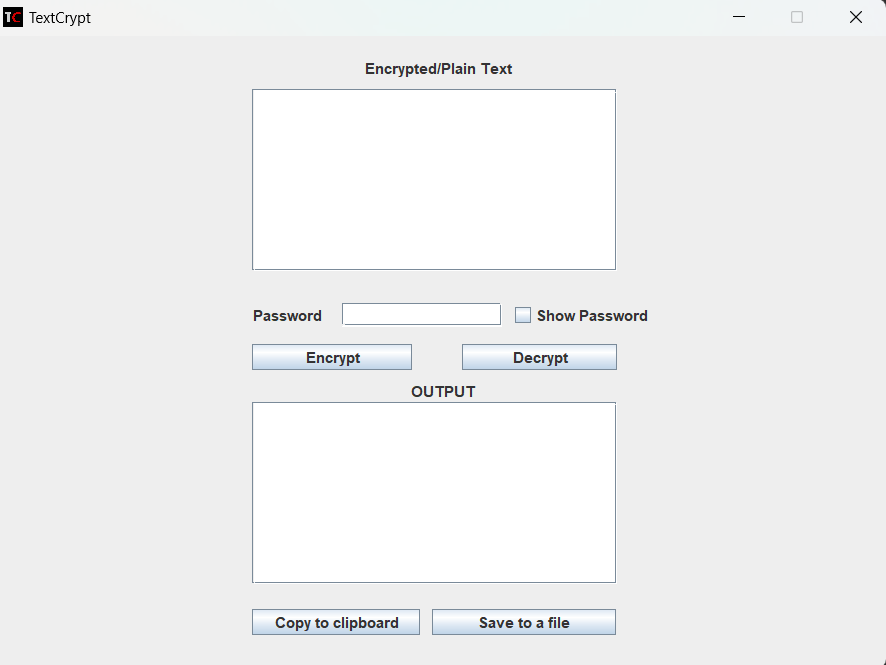 TC TextCrypt
Encrypted/Plain Text
Password Show Password
Encrypt Decrypt
OUTPUT
Copy to clipboard Save to a file